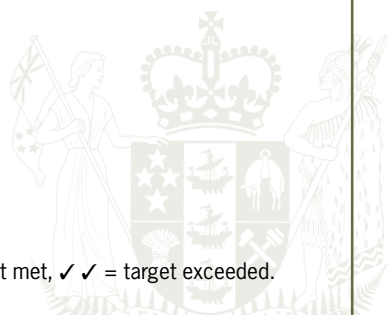 t met, ✓ ✓ = target exceeded.